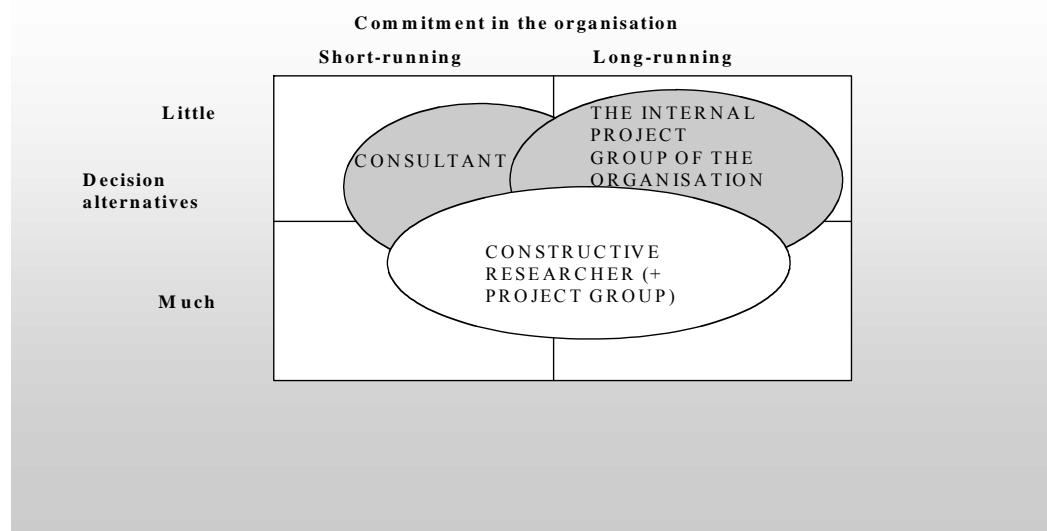 Commitment in the organisation
Short-running Long-running
Little
Decision
alternatives
Much
CONSULTANT
THE INTERNAL
PROJECT
GROUP OF THE
ORGANISATION
CONSTRUCTIVE
RESEARCHER (+
PROJECT GROUP)